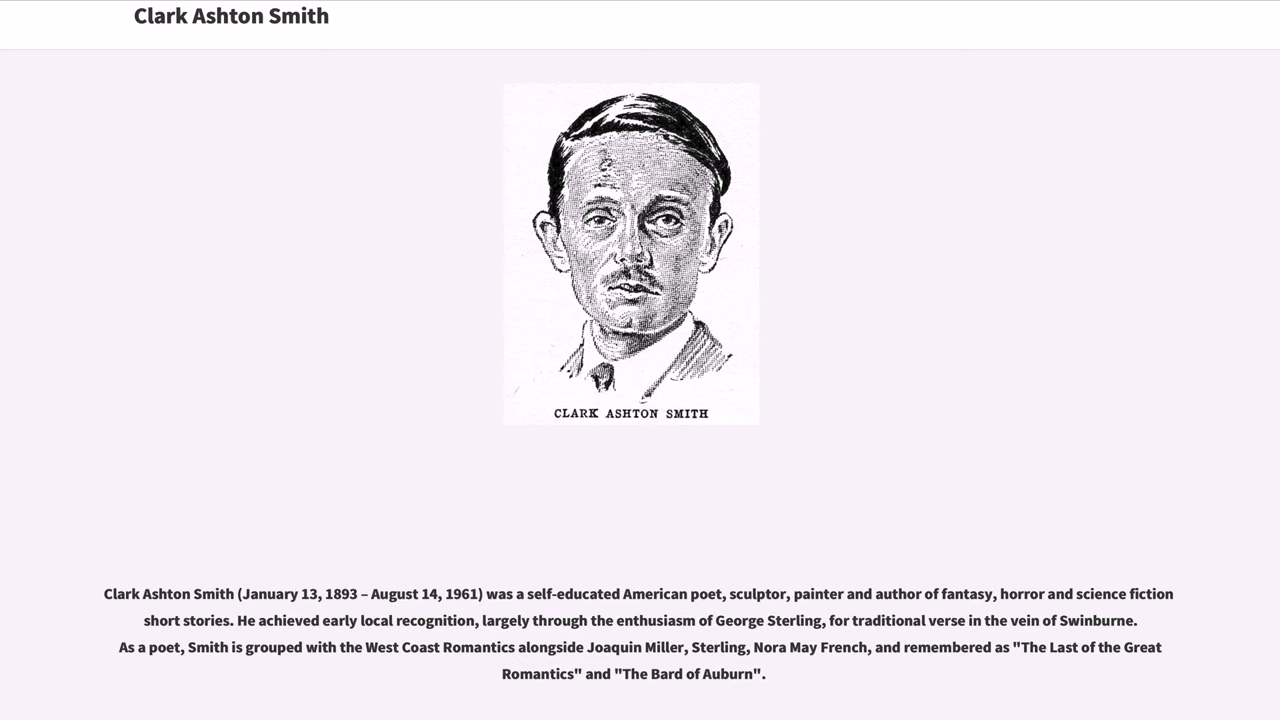 Clark Ashton Smith
CLARK ASHTON SMITH
Clark Ashton Smith (January 13, 1893 – August 14, 1961) was a self-educated American poet, sculptor, painter and author of fantasy, horror and science fiction
short stories. He achieved early local recognition, largely through the enthusiasm of George Sterling, for traditional verse in the vein of Swinburne.
As a poet, Smith is grouped with the West Coast Romantics alongside Joaquin Miller, Sterling, Nora May French, and remembered as "The Last of the Great
Romantics" and "The Bard of Auburn".